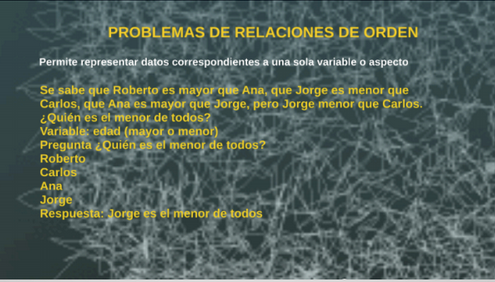 PROBLEMAS DE RELACIONES DE ORDEN
Permite representar datos correspondientes a una sola variable o aspecto
Se sabe que Roberto es mayor que Ana, que Jorge es menor que
Carlos, que Ana es mayor que Jorge, pero Jorge menor que Carlos.
¿Quién es el menor de todos?
Variable: edad (mayor o menor)
Pregunta ¿Quién es el menor de todos?
Roberto
Carlos
Ana
Jorge
Respuesta: Jorge es el menor de todos